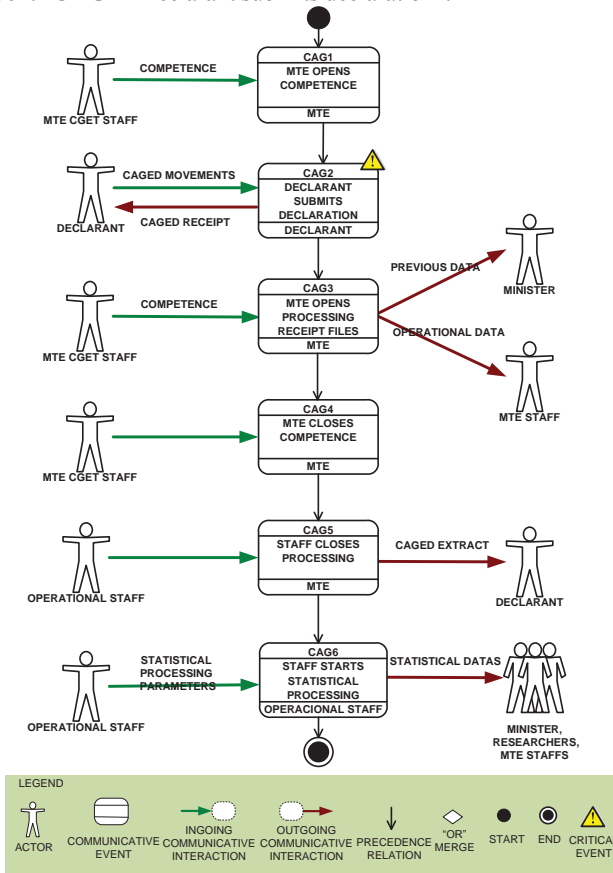 CAG1
COMPETENCE
MTE OPENS
COMPETENCE
MTE
MTE CGET STAFF
CAG2
CAGED MOVEMENTS
DECLARANT
SUBMITS
DECLARATION
CAGED RECEIPT
DECLARANT
DECLARANT
PREVIOUS DATA
MINISTER
CAG3
COMPETENCE
MTE OPENS
PROCESSING
RECEIPT FILES
MTE
OPERATIONAL DATA
MTE CGET STAFF
MTE STAFF
CAG4
MTE CLOSES
COMPETENCE
MTE
MTE CGET STAFF
CAG5
STAFF CLOSES
PROCESSING
CAGED EXTRACT
MTE
OPERATIONAL STAFF
DECLARANT
CAG6
STATISTICAL
PROCESSING
PARAMETERS
STAFF STARTS
STATISTICAL
PROCESSING
STATISTICAL DATAS
OPERACIONAL STAFF
OPERATIONAL STAFF
MINISTER,
RESEARCHERS,
MTE STAFFS
LEGEND
ACTOR
COMMUNICATIVE
EVENT
INGOING
COMMUNICATIVE
INTERACTION
OUTGOING
COMMUNICATIVE
INTERACTION
PRECEDENCE
RELATION
"OR"
MERGE
START
END
CRITICA
EVENT